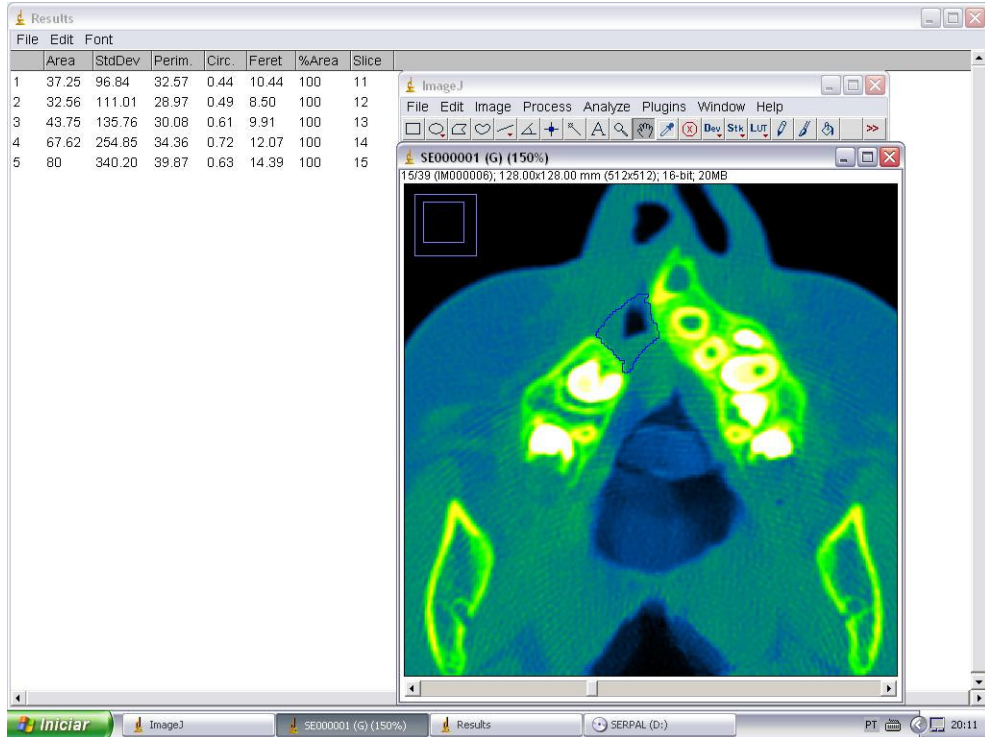 Results
File Edit Font
Area StdDev Perim. Circ. Feret %Area Slice
1 37.25 96.84 32.57 0.44 10.44 100 11
2 32.56 111.01 28.97 0.49 8.50 100 12
3 43.75 135.76 30.08 0.61 9.91 100 13
4 67.62 254.85 34.36 0.72 12.07 100 14
5 80 340.20 39.87 0.63 14.39 100 15
ImageJ
File Edit Image Process Analyze Plugins Window Help
A Dev Stk LUT >>
SE000001 (G) (150%)
15/39 (IM000006); 128.00x128.00 mm (512x512); 16-bit; 20MB
Iniciar ImageJ SE000001 (G) (150%) Results SERPAL (D:) PT 20:11